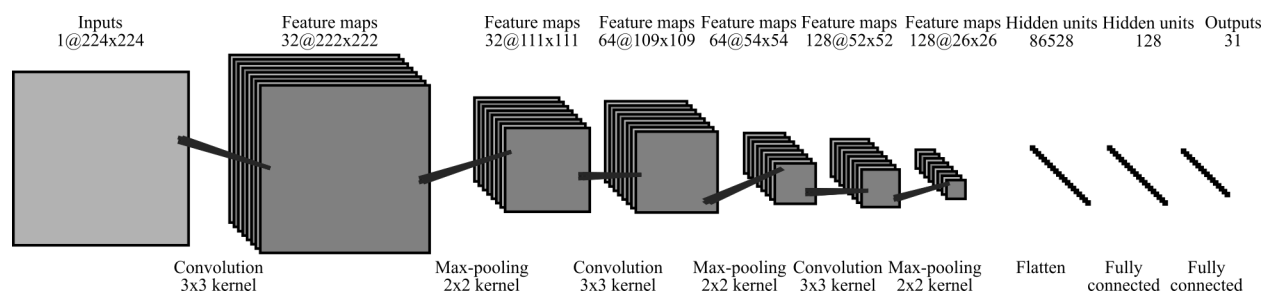 Inputs
1@224x224
Feature maps
32@222x222
Feature maps
32@111x111
Feature maps
64@109x109
Feature maps
64@54x54
Feature maps
128@52x52
Feature maps
128@26x26
Hidden units
86528
Hidden units
128
Outputs
31
Convolution
3x3 kernel
Max-pooling
2x2 kernel
Convolution
3x3 kernel
Max-pooling
2x2 kernel
Convolution
3x3 kernel
Max-pooling
2x2 kernel
Flatten
Fully
connected
Fully
connected